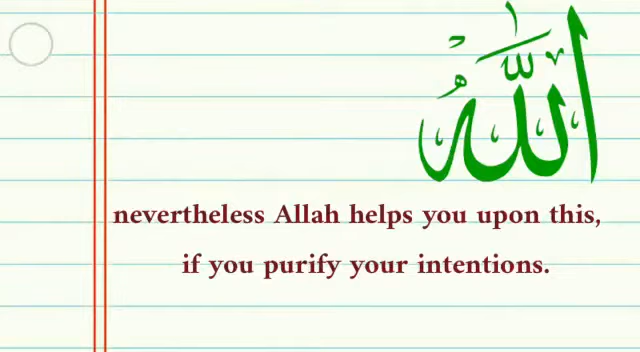 الله
nevertheless Allah helps you upon this,
if you purify your intentions.